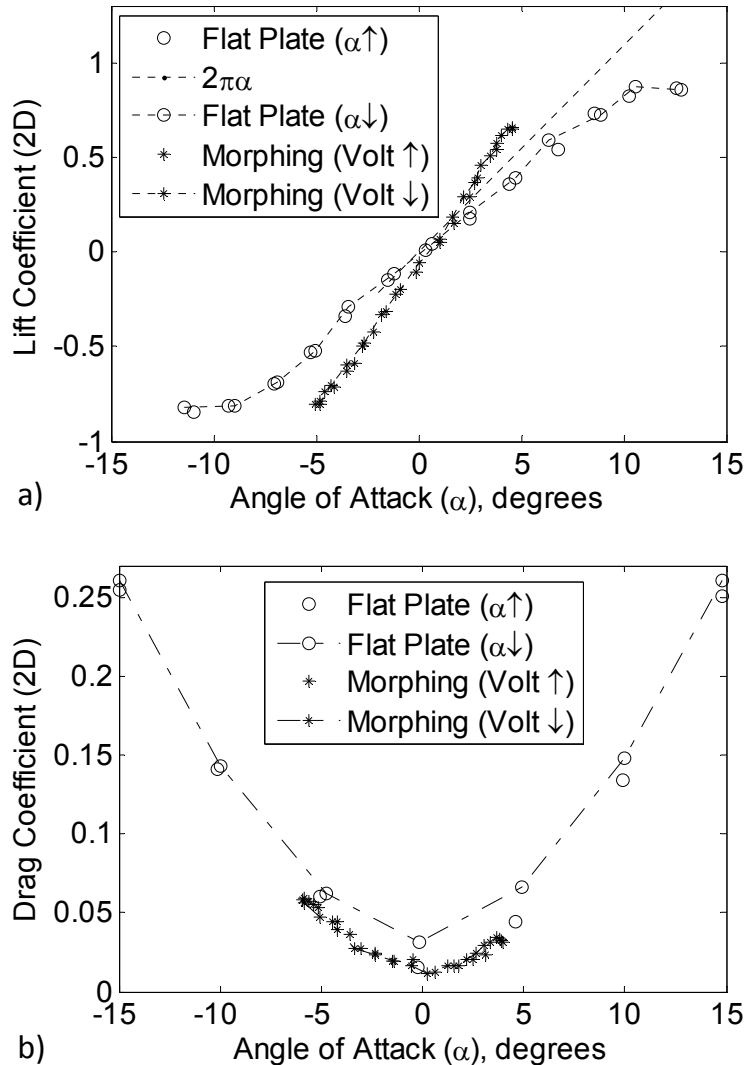 Flat Plate (α↑)
2πα
Flat Plate (α↓)
Morphing (Volt ↑)
Morphing (Volt ↓)
1
0.5
0
-0.5
-1
Lift Coefficient (2D)
-15 -10 -5 0 5 10 15
a) Angle of Attack (α), degrees
Flat Plate (α↑)
Flat Plate (α↓)
Morphing (Volt ↑)
Morphing (Volt ↓)
0.25
0.2
0.15
0.1
0.05
0
Drag Coefficient (2D)
-15 -10 -5 0 5 10 15
b) Angle of Attack (α), degrees